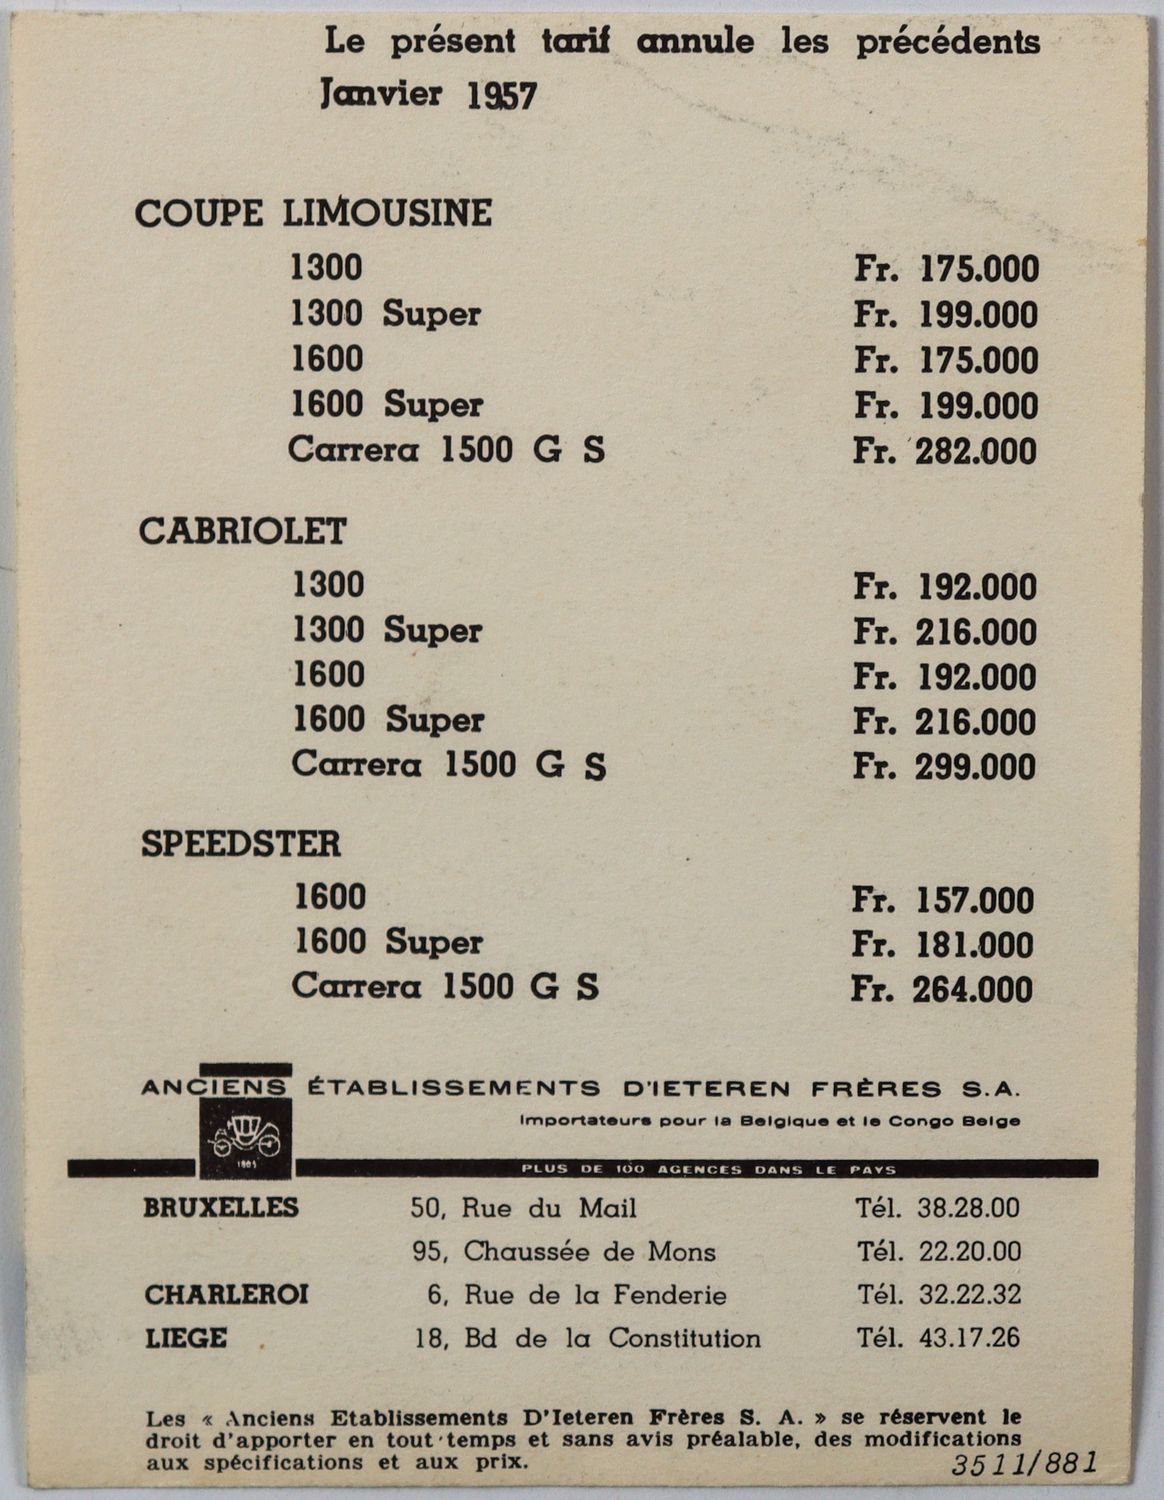 Le présent tarif annule les précédents
Janvier 1957
COUPE LIMOUSINE
1300 Fr. 175.000
1300 Super Fr. 199.000
1600 Fr. 175.000
1600 Super Fr. 199.000
Carrera 1500 G S Fr. 282.000
CABRIOLET
1300 Fr. 192.000
1300 Super Fr. 216.000
1600 Fr. 192.000
1600 Super Fr. 216.000
Carrera 1500 G S Fr. 299.000
SPEEDSTER
1600 Fr. 157.000
1600 Super Fr. 181.000
Carrera 1500 G S Fr. 264.000
ANCIENS ÉTABLISSEMENTS D'IETEREN FRÈRES S.A.
Importateurs pour la Belgique et le Congo Belge
1805
PLUS DE 100 AGENCES DANS LE PAYS
BRUXELLES 50, Rue du Mail Tél. 38.28.00
95, Chaussée de Mons Tél. 22.20.00
CHARLEROI 6, Rue de la Fenderie Tél. 32.22.32
LIEGE 18, Bd de la Constitution Tél. 43.17.26
Les « Anciens Etablissements D'Ieteren Frères S. A. » se réservent le
droit d'apporter en tout temps et sans avis préalable, des modifications
aux spécifications et aux prix.
3511/881